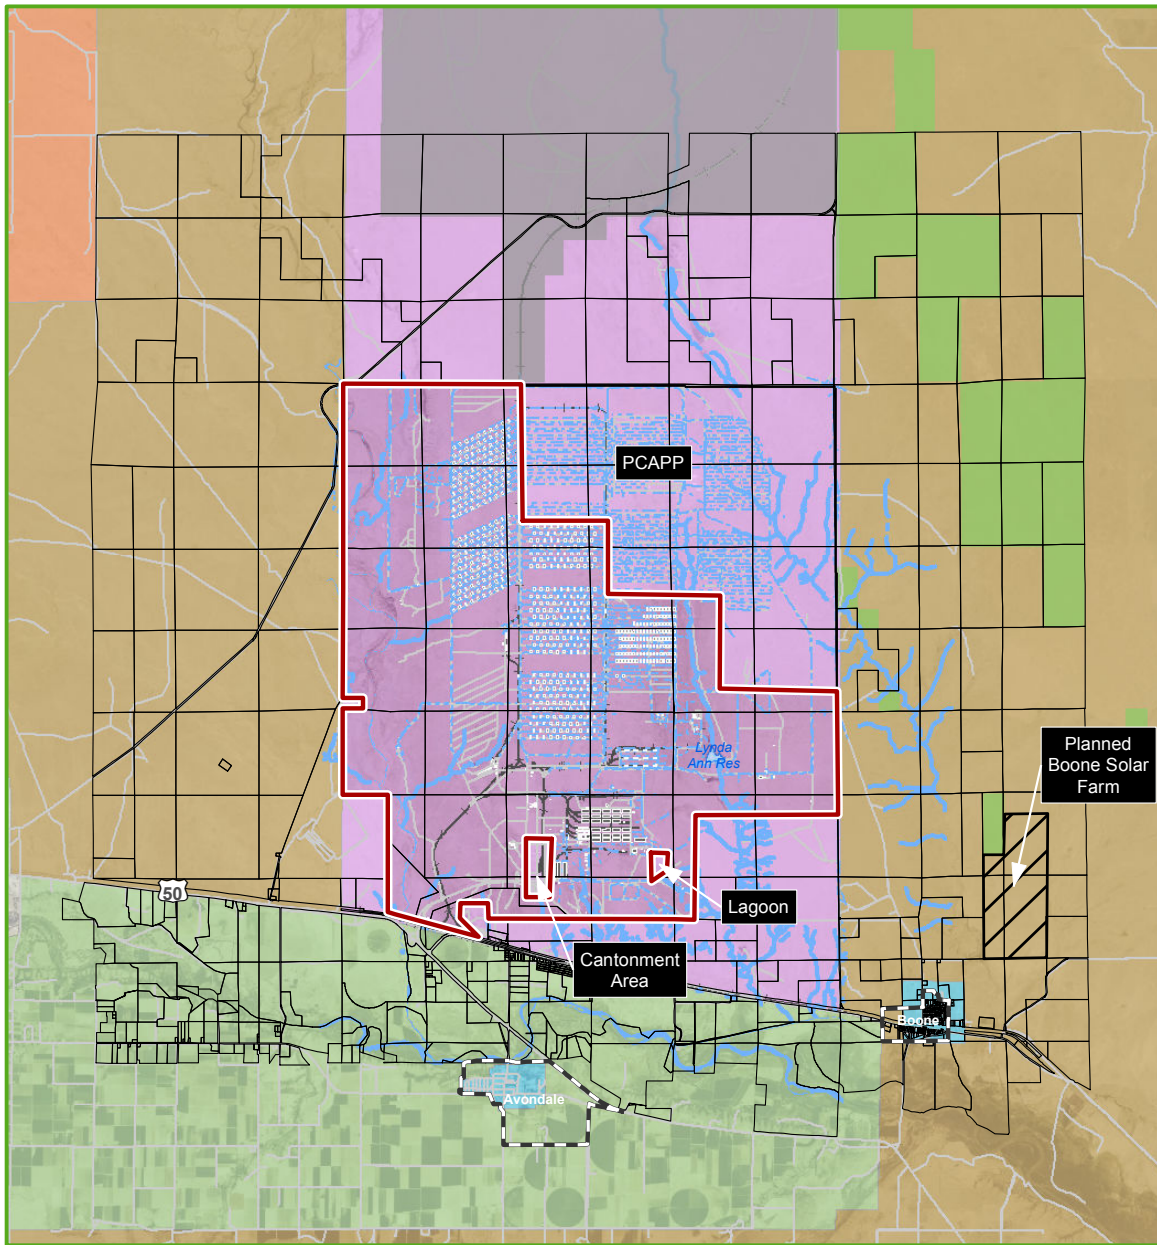 PCAPP
Lynda
Ann Res
Planned
Boone Solar
Farm
50
Lagoon
Cantonment
Area
Boone
Avondale